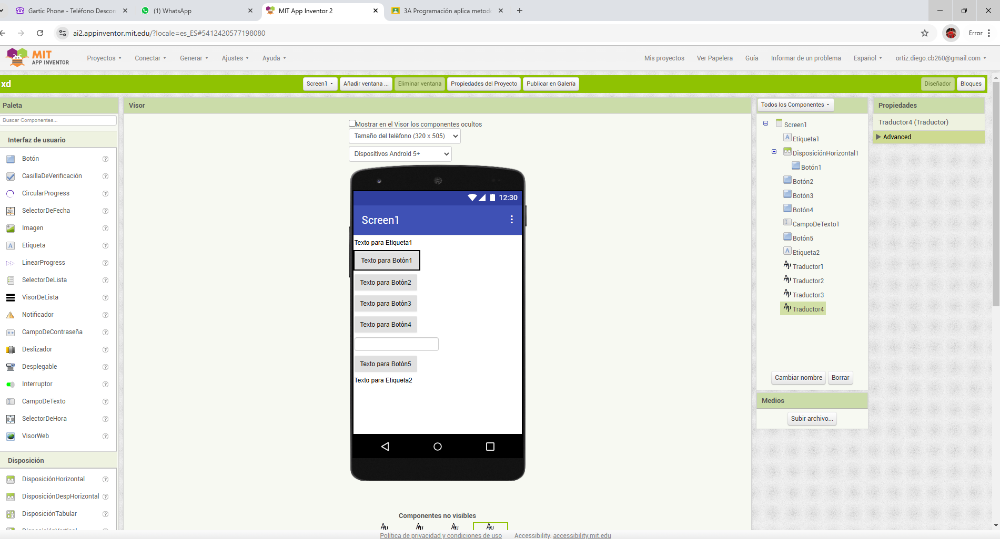 Gartic Phone - Teléfono Descom
(1) WhatsApp
MIT App Inventor 2
3A Programación aplica metodo
ai2.appinventor.mit.edu/?locale=es_ES#5412420577198080
Error
MIT
APP INVENTOR
Proyectos
Conectar
Generar
Ajustes
Ayuda
Mis proyectos
Ver Papelera
Guía
Informar de un problema
Español
ortiz.diego.cb260@gmail.com
xd
Screen1
Añadir ventana ...
Eliminar ventana
Propiedades del Proyecto
Publicar en Galería
Diseñador
Bloques
Paleta
Buscar Componentes...
Interfaz de usuario
Botón
CasillaDeVerificación
CircularProgress
SelectorDeFecha
Imagen
Etiqueta
LinearProgress
SelectorDeLista
VisorDeLista
Notificador
CampoDeContraseña
Deslizador
Desplegable
Interruptor
CampoDeTexto
SelectorDeHora
VisorWeb
Disposición
DisposiciónHorizontal
DisposiciónDespHorizontal
DisposiciónTabular
DisposiciónVertical
Visor
Mostrar en el Visor los componentes ocultos
Tamaño del teléfono (320 x 505)
Dispositivos Android 5+
12:30
Screen1
Texto para Etiqueta1
Texto para Botón1
Texto para Botón2
Texto para Botón3
Texto para Botón4
Texto para Botón5
Texto para Etiqueta2
Componentes no visibles
Política de privacidad y condiciones de uso
Accessibility: accessibility.mit.edu
Todos los Componentes
Screen1
Etiqueta1
DisposiciónHorizontal1
Botón1
Botón2
Botón3
Botón4
CampoDeTexto1
Botón5
Etiqueta2
Traductor1
Traductor2
Traductor3
Traductor4
Cambiar nombre
Borrar
Medios
Subir archivo...
Propiedades
Traductor4 (Traductor)
Advanced